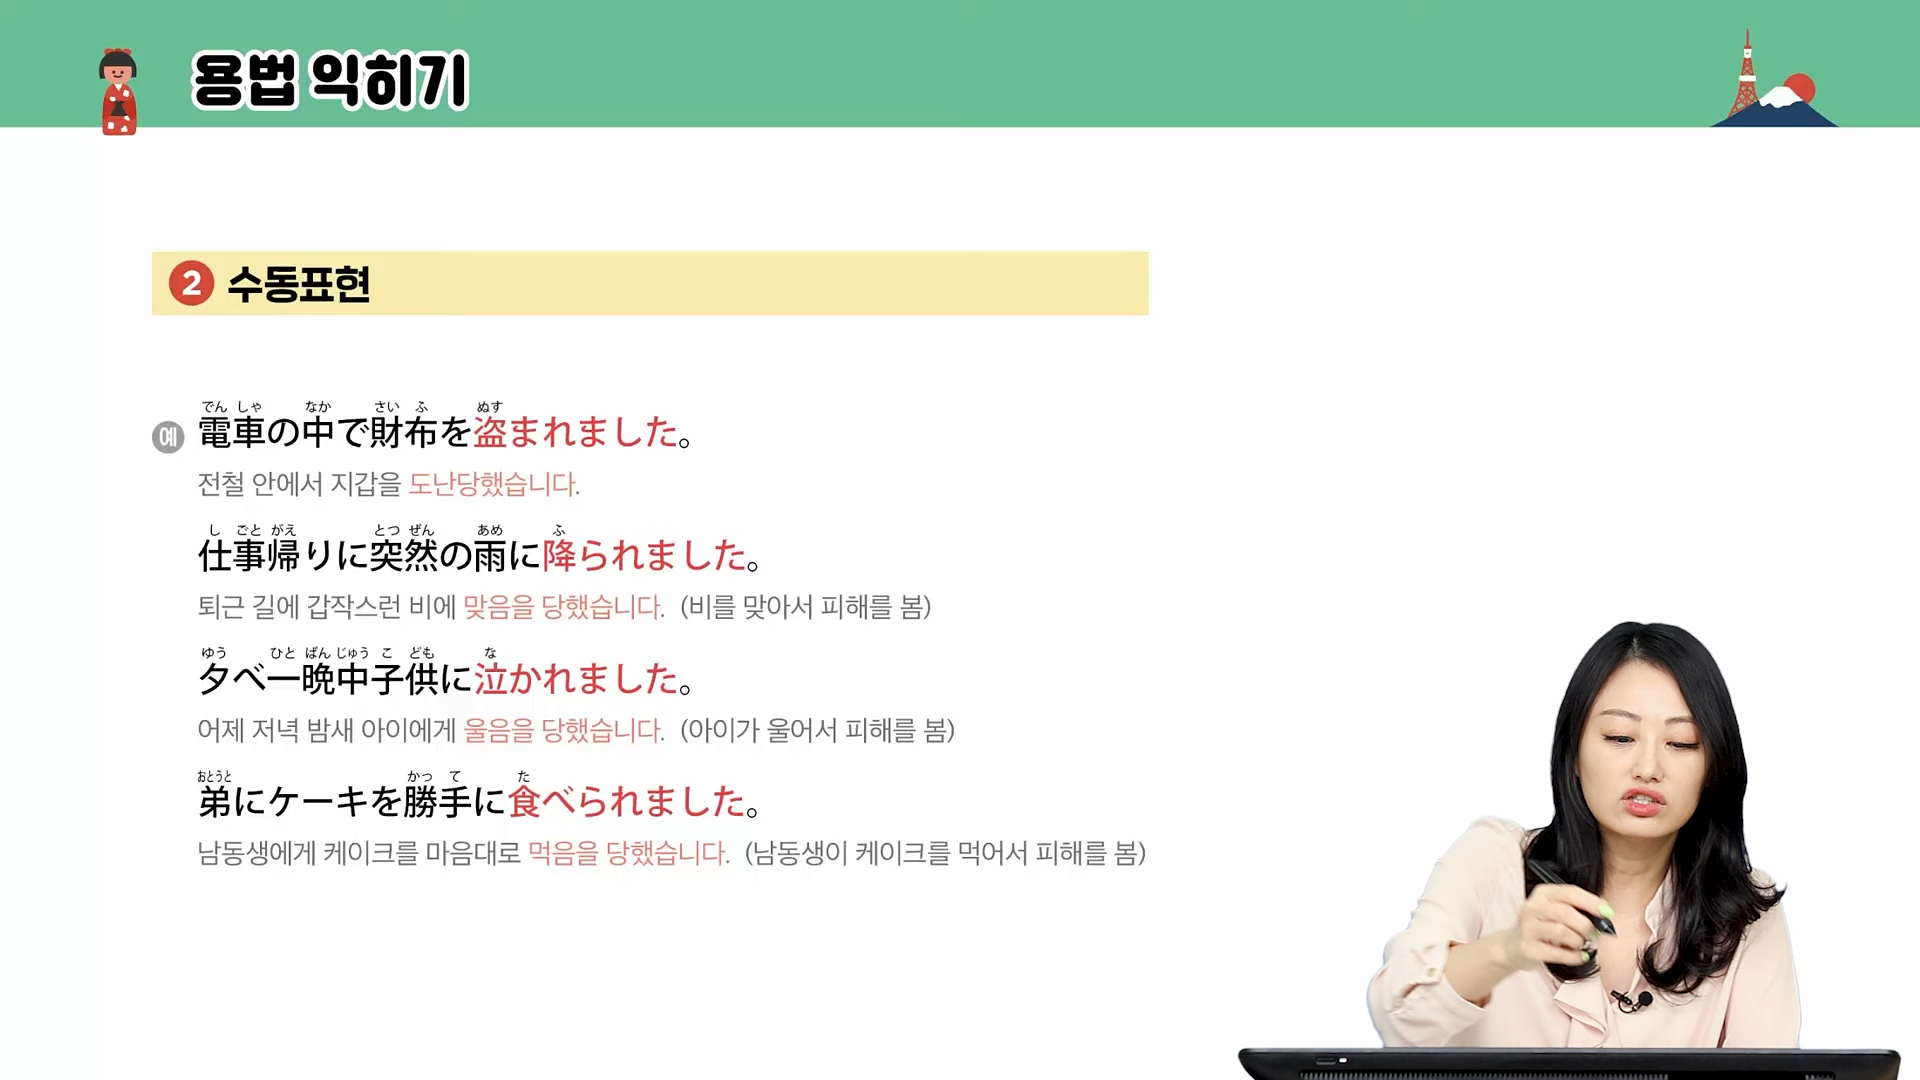 용법 익히기
2 수동표현
でん しゃ なか さい ふ ぬす
예 電車の中で財布を盗まれました。
전철 안에서 지갑을 도난당했습니다.
し ごと がえ とつ ぜん あめ ふ
仕事帰りに突然の雨に降られました。
퇴근 길에 갑작스런 비에 맞음을 당했습니다. (비를 맞아서 피해를 봄)
ゆう ひと ばん じゅう こ ども な
夕べ一晩中子供に泣かれました。
어제 저녁 밤새 아이에게 울음을 당했습니다. (아이가 울어서 피해를 봄)
おとうと かっ て た
弟にケーキを勝手に食べられました。
남동생에게 케이크를 마음대로 먹음을 당했습니다. (남동생이 케이크를 먹어서 피해를 봄)